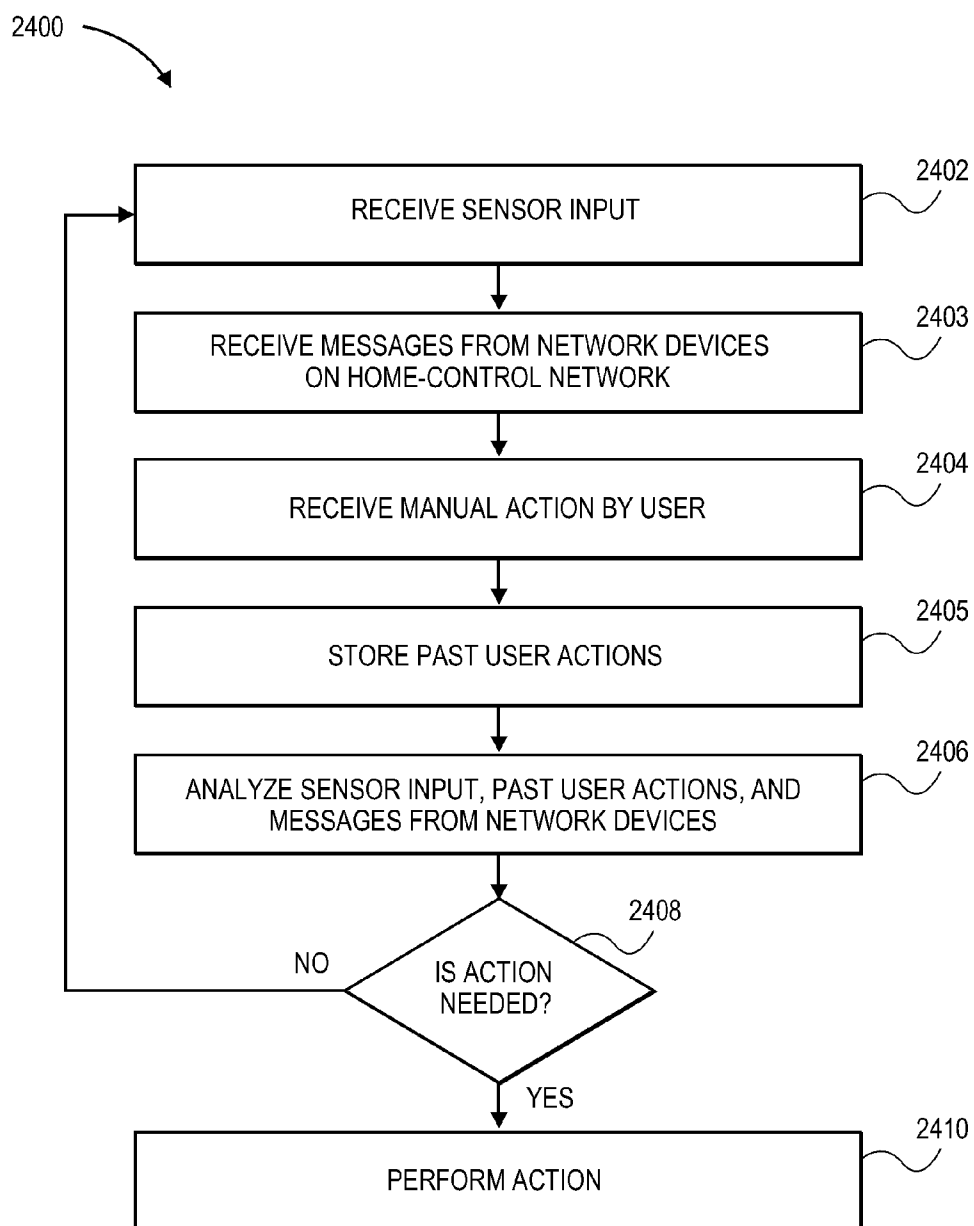 2400
2402
RECEIVE SENSOR INPUT
2403
RECEIVE MESSAGES FROM NETWORK DEVICES
ON HOME-CONTROL NETWORK
2404
RECEIVE MANUAL ACTION BY USER
2405
STORE PAST USER ACTIONS
2406
ANALYZE SENSOR INPUT, PAST USER ACTIONS, AND
MESSAGES FROM NETWORK DEVICES
2408
NO
IS ACTION
NEEDED?
YES
2410
PERFORM ACTION